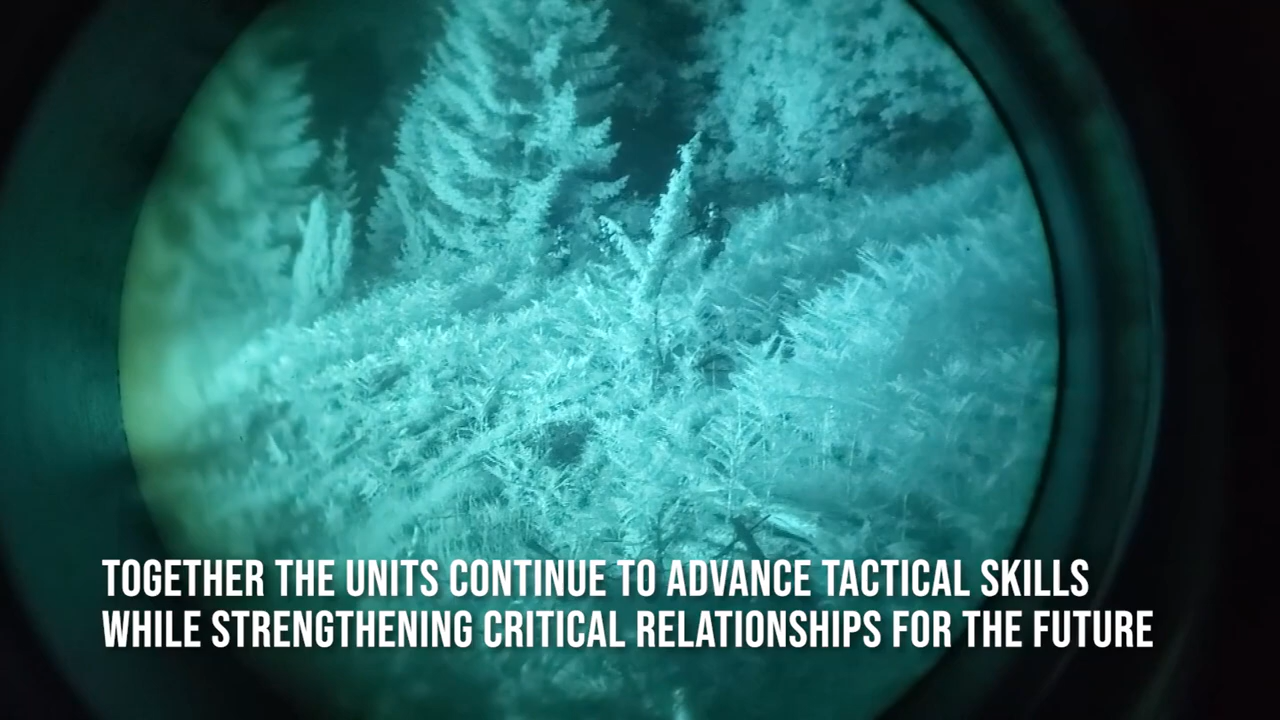 TOGETHER THE UNITS CONTINUE TO ADVANCE TACTICAL SKILLS
WHILE STRENGTHENING CRITICAL RELATIONSHIPS FOR THE FUTURE